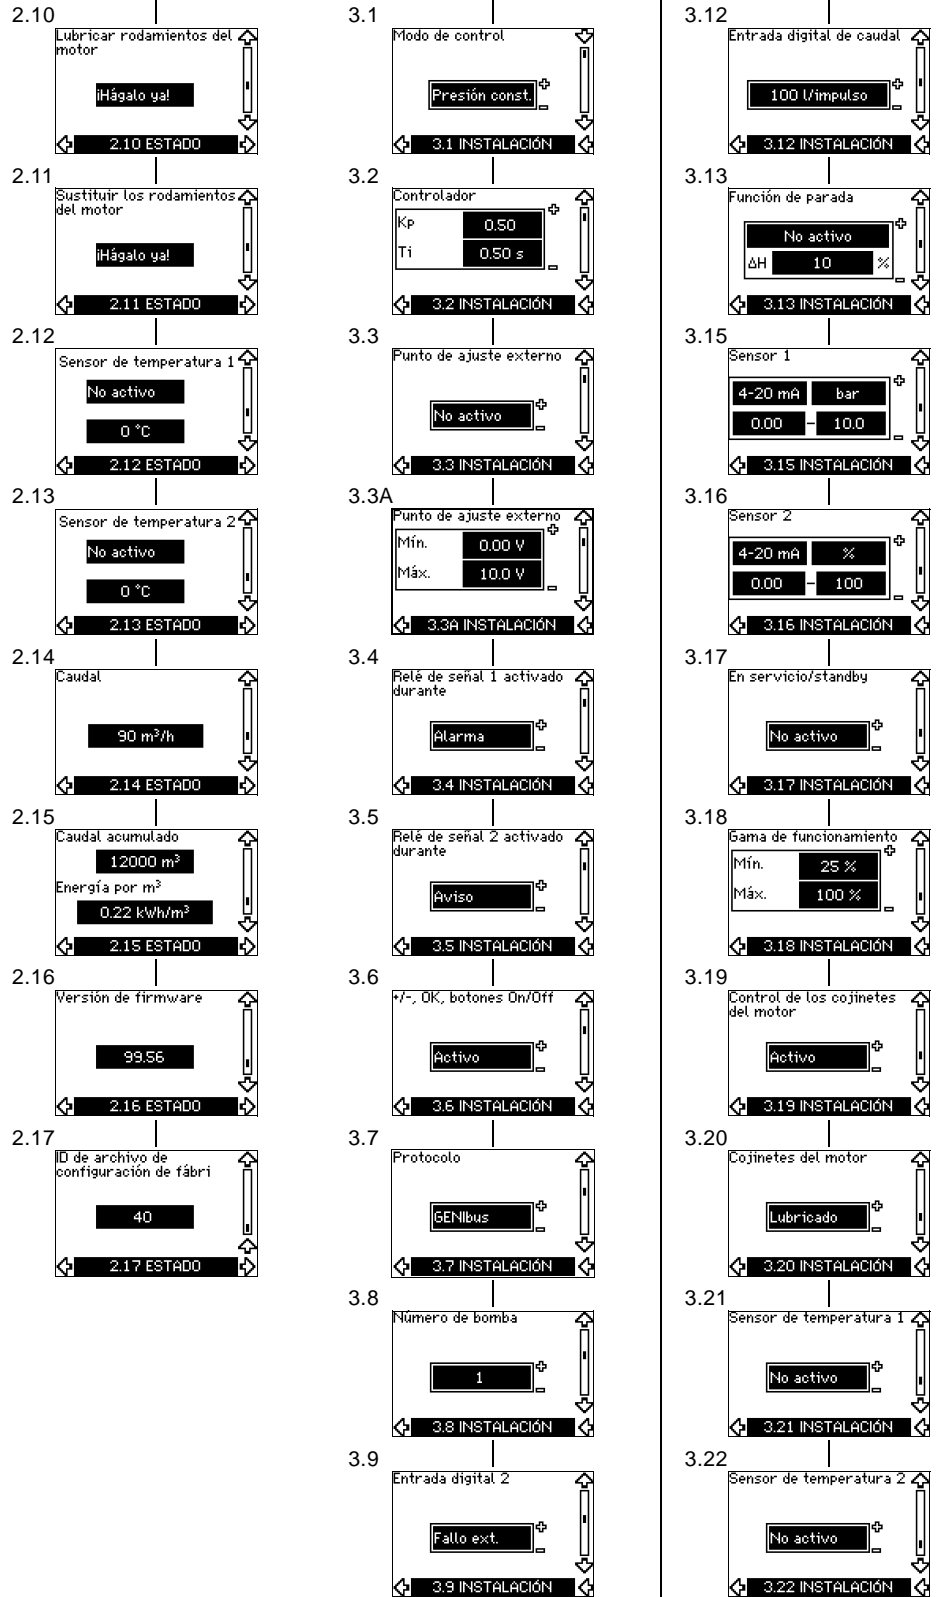 2.10
Lubricar rodamientos del
motor
¡Hágalo ya!
2.10 ESTADO
2.11
Sustituir los rodamientos
del motor
¡Hágalo ya!
2.11 ESTADO
2.12
Sensor de temperatura 1
No activo
0 °C
2.12 ESTADO
2.13
Sensor de temperatura 2
No activo
0 °C
2.13 ESTADO
2.14
Caudal
90 m³/h
2.14 ESTADO
2.15
Caudal acumulado
12000 m³
Energía por m³
0.22 kWh/m³
2.15 ESTADO
2.16
Versión de firmware
99.56
2.16 ESTADO
2.17
ID de archivo de
configuración de fábri
40
2.17 ESTADO
3.1
Modo de control
Presión const.
3.1 INSTALACIÓN
3.2
Controlador
Kp 0.50
Ti 0.50 s
3.2 INSTALACIÓN
3.3
Punto de ajuste externo
No activo
3.3 INSTALACIÓN
3.3A
Punto de ajuste externo
Mín. 0.00 V
Máx. 10.0 V
3.3A INSTALACIÓN
3.4
Relé de señal 1 activado
durante
Alarma
3.4 INSTALACIÓN
3.5
Relé de señal 2 activado
durante
Aviso
3.5 INSTALACIÓN
3.6
+/-, OK, botones On/Off
Activo
3.6 INSTALACIÓN
3.7
Protocolo
GENIbus
3.7 INSTALACIÓN
3.8
Número de bomba
1
3.8 INSTALACIÓN
3.9
Entrada digital 2
Fallo ext.
3.9 INSTALACIÓN
3.12
Entrada digital de caudal
100 l/impulso
3.12 INSTALACIÓN
3.13
Función de parada
No activo
ΔH 10 %
3.13 INSTALACIÓN
3.15
Sensor 1
4-20 mA bar
0.00 - 10.0
3.15 INSTALACIÓN
3.16
Sensor 2
4-20 mA %
0.00 - 100
3.16 INSTALACIÓN
3.17
En servicio/standby
No activo
3.17 INSTALACIÓN
3.18
Gama de funcionamiento
Mín. 25 %
Máx. 100 %
3.18 INSTALACIÓN
3.19
Control de los cojinetes
del motor
Activo
3.19 INSTALACIÓN
3.20
Cojinetes del motor
Lubricado
3.20 INSTALACIÓN
3.21
Sensor de temperatura 1
No activo
3.21 INSTALACIÓN
3.22
Sensor de temperatura 2
No activo
3.22 INSTALACIÓN